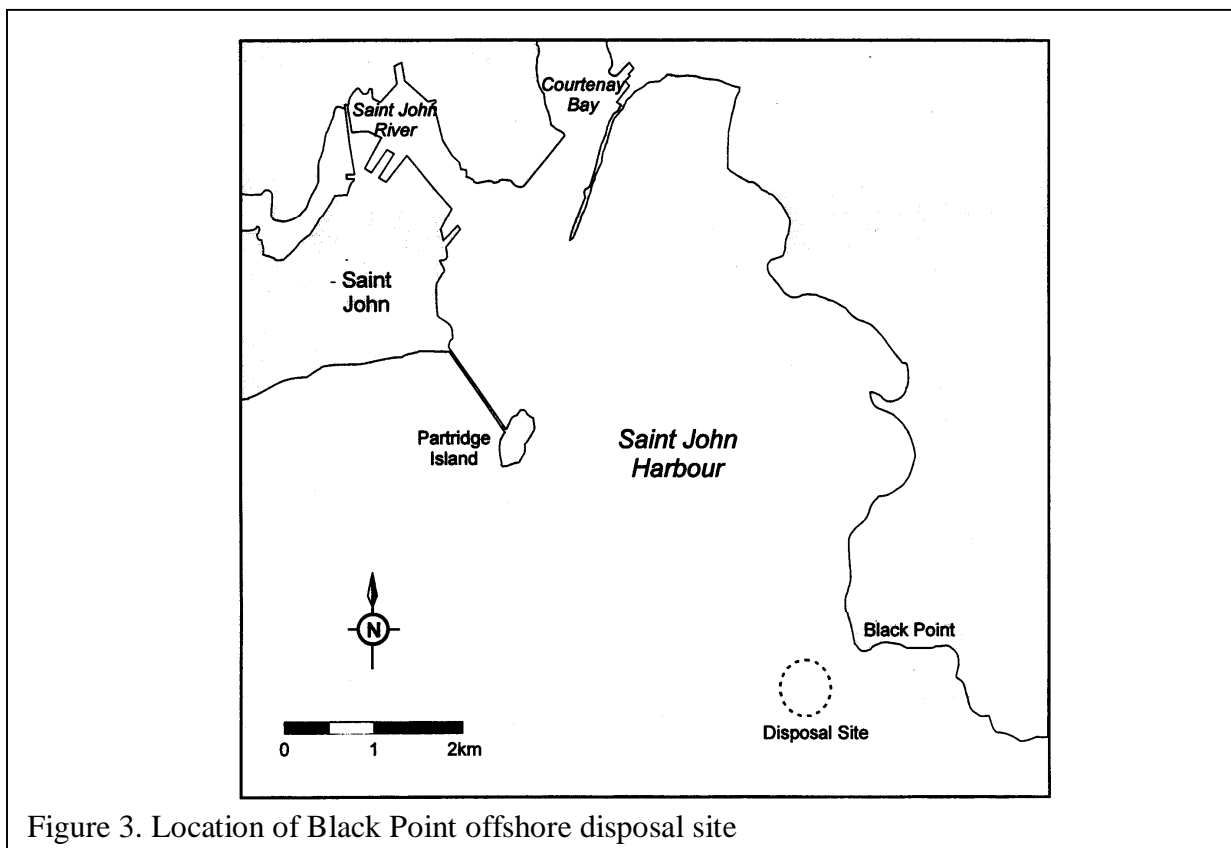 Courtenay
Bay
Saint John
River
Saint
John
Partridge
Island
Saint John
Harbour
N
Black Point
0 1 2km
Disposal Site
Figure 3. Location of Black Point offshore disposal site